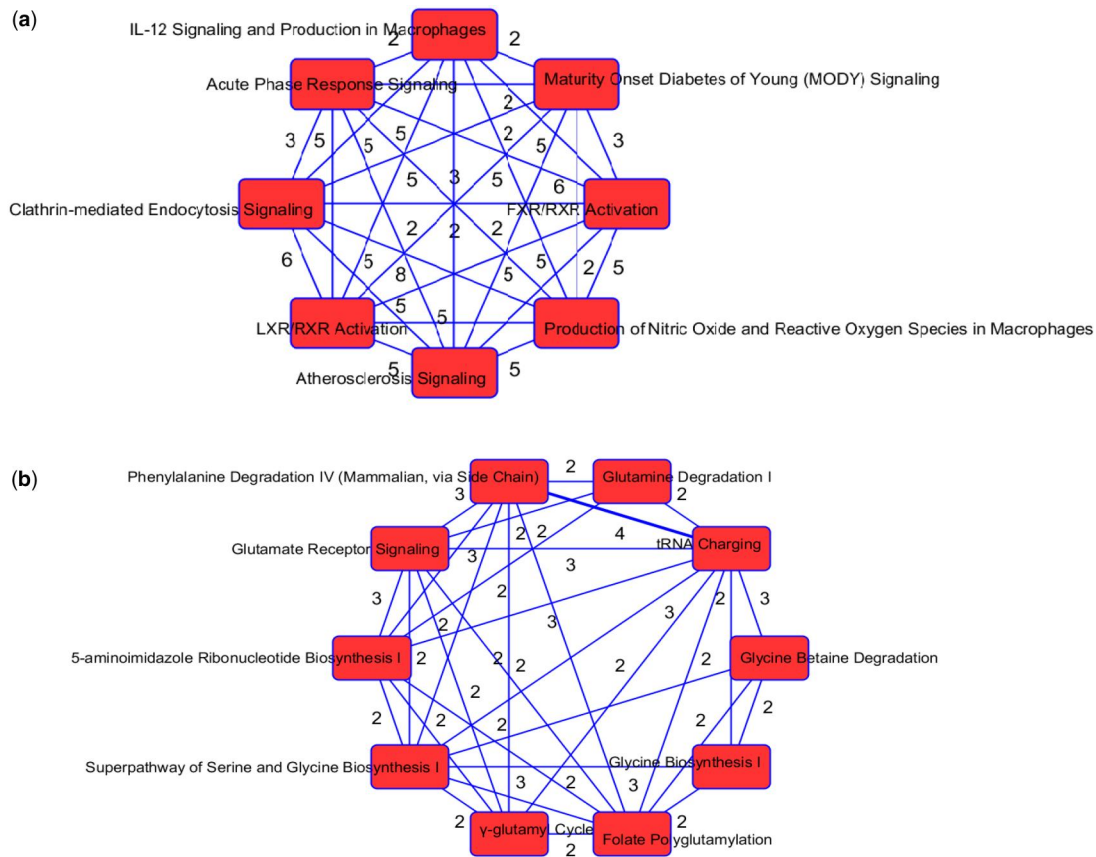 (a)
IL-12 Signaling and Production in Macrophages
2 2
Acute Phase Response Signaling
Maturity Onset Diabetes of Young (MODY) Signaling
2
3 5 5 5 2 5 3
5 3 5 6
Clathrin-mediated Endocytosis Signaling
FXR/RXR Activation
2 2 2
6 5 8 5 5 2 5
5 5
LXR/RXR Activation
Production of Nitric Oxide and Reactive Oxygen Species in Macrophages
5 5
Atherosclerosis Signaling
(b)
Phenylalanine Degradation IV (Mammalian, via Side Chain)
2
Glutamine Degradation I
3 2
2 2 4
Glutamate Receptor Signaling
tRNA Charging
3 3
3 2 2 3
2 3 3
5-aminoimidazole Ribonucleotide Biosynthesis I
2 2 2 2 2
Glycine Betaine Degradation
2
2 2 2 2 2
Superpathway of Serine and Glycine Biosynthesis I
Glycine Biosynthesis I
3 2 3
2 2
γ-glutamyl Cycle
2
Folate Polyglutamylation